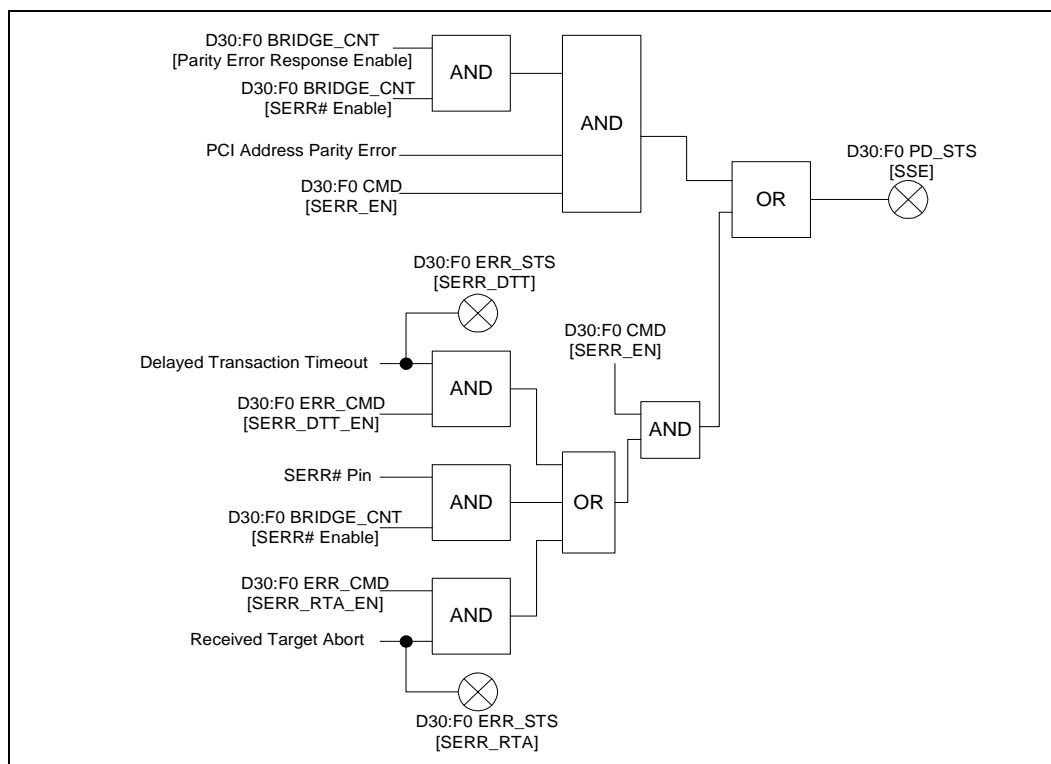 D30:F0 BRIDGE_CNT
[Parity Error Response Enable]
AND
D30:F0 BRIDGE_CNT
[SERR# Enable]
AND
PCI Address Parity Error
D30:F0 CMD
[SERR_EN]
OR
D30:F0 PD_STS
[SSE]
D30:F0 ERR_STS
[SERR_DTT]
Delayed Transaction Timeout
AND
D30:F0 ERR_CMD
[SERR_DTT_EN]
D30:F0 CMD
[SERR_EN]
AND
SERR# Pin
AND
OR
D30:F0 BRIDGE_CNT
[SERR# Enable]
D30:F0 ERR_CMD
[SERR_RTA_EN]
AND
Received Target Abort
D30:F0 ERR_STS
[SERR_RTA]